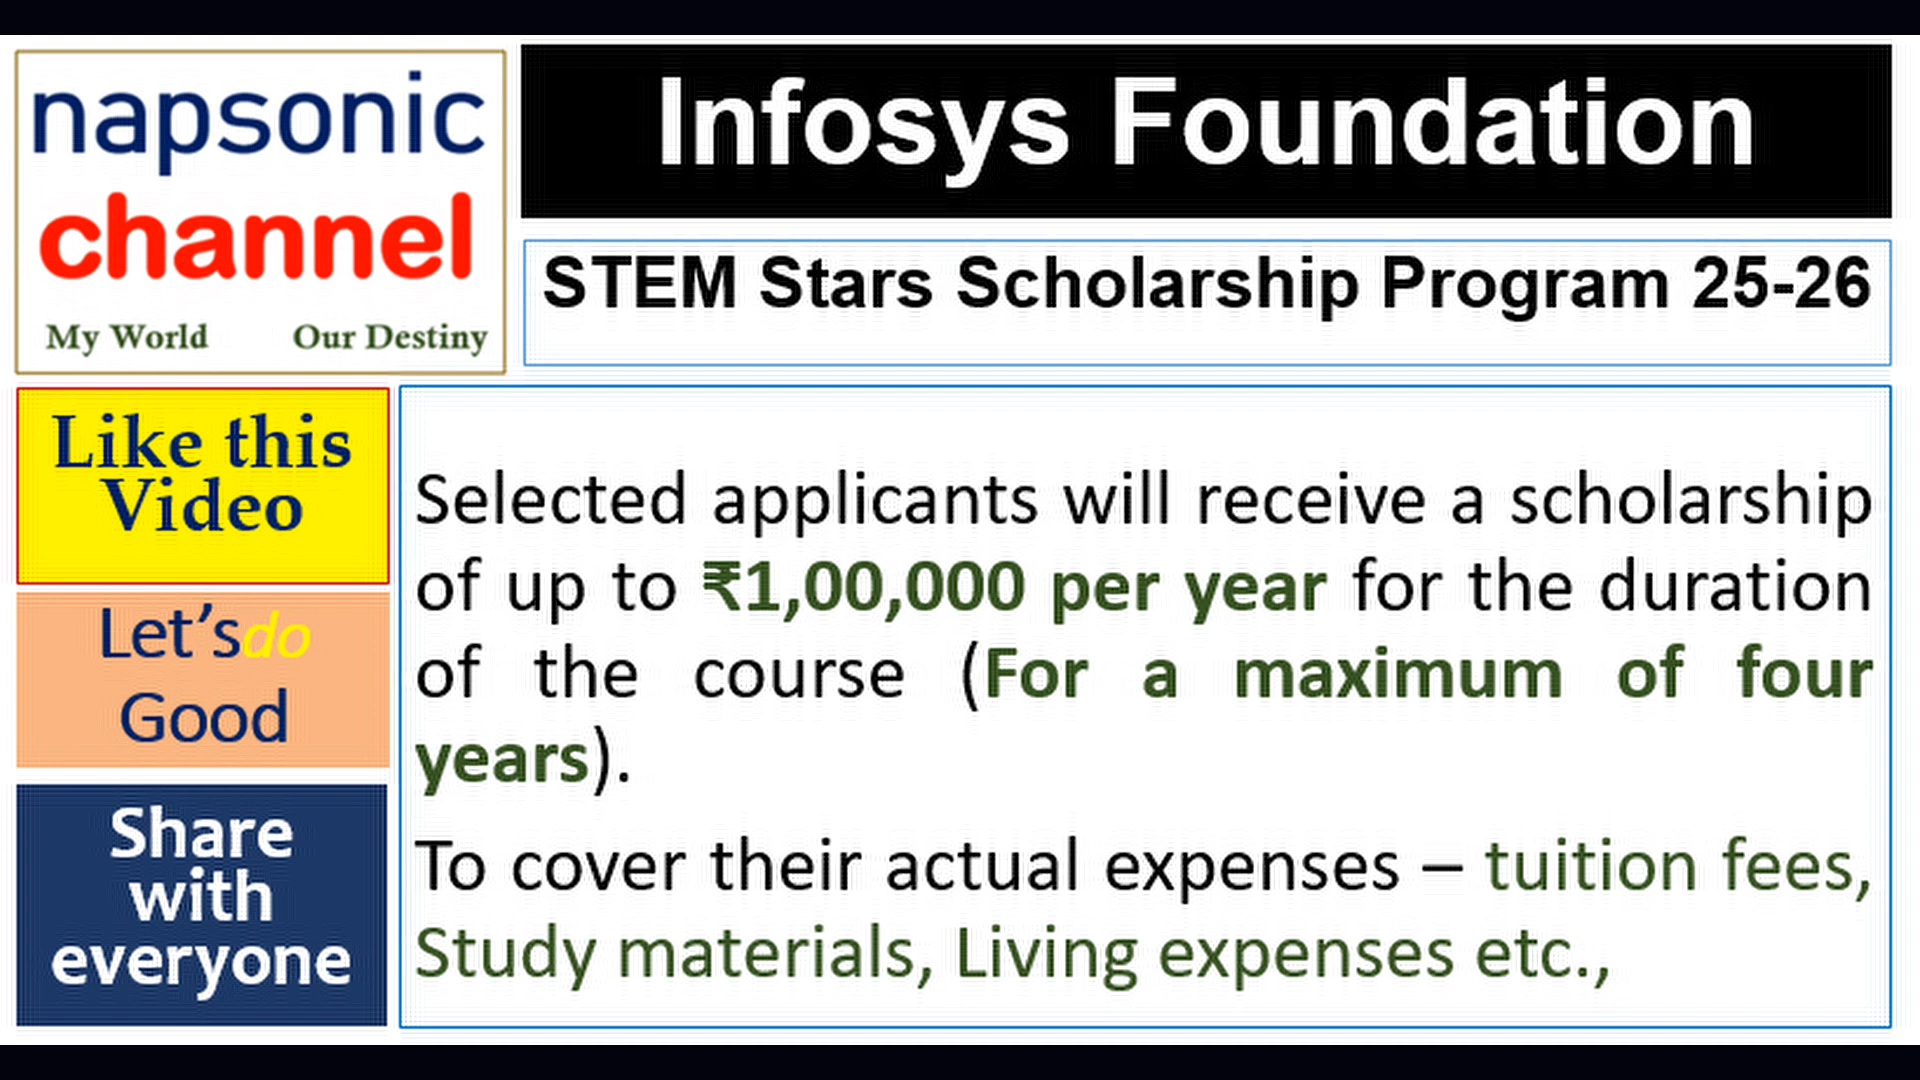 napsonic
channel
My World Our Destiny
Infosys Foundation
STEM Stars Scholarship Program 25-26
Like this
Video
Let’sdo
Good
Share
with
everyone
Selected applicants will receive a scholarship
of up to ₹1,00,000 per year for the duration
of the course (For a maximum of four
years).
To cover their actual expenses – tuition fees,
Study materials, Living expenses etc.,